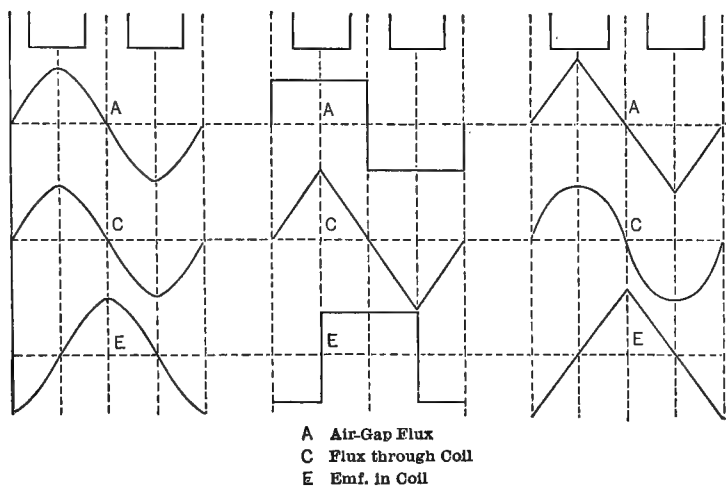 A A A
C C C
E E E
A Air-Gap Flux
C Flux through Coil
E Emf. in Coil